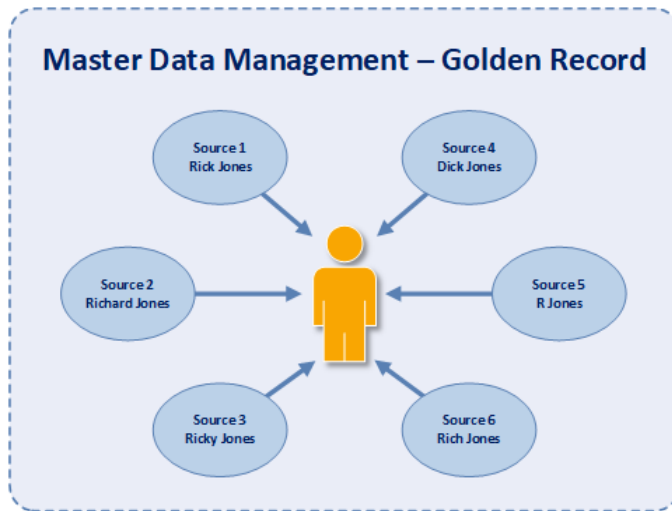 Master Data Management – Golden Record
Source 1
Rick Jones
Source 4
Dick Jones
Source 2
Richard Jones
Source 5
R Jones
Source 3
Ricky Jones
Source 6
Rich Jones